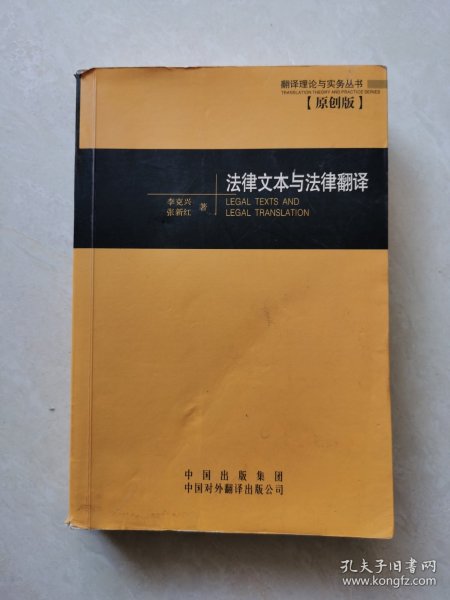 翻译理论与实务丛书
TRANSLATION THEORY AND PRACTICE SERIES
【原创版】
法律文本与法律翻译
LEGAL TEXTS AND
LEGAL TRANSLATION
李克兴
张新红 著
中国出版集团
中国对外翻译出版公司
孔夫子旧书网
www.kongfz.com